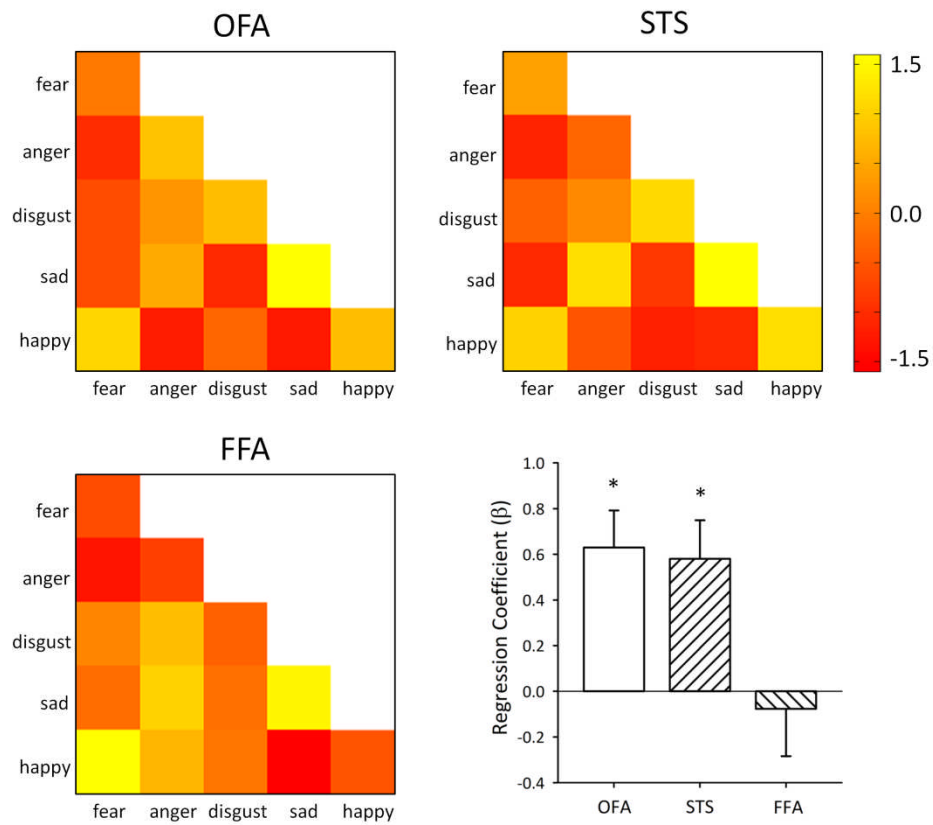 OFA
fear
anger
disgust
sad
happy
fear anger disgust sad happy
STS
fear
anger
disgust
sad
happy
fear anger disgust sad happy
1.5
0.0
-1.5
FFA
fear
anger
disgust
sad
happy
fear anger disgust sad happy
Regression Coefficient (β)
1.0
0.8
0.6
0.4
0.2
0.0
-0.2
-0.4
* *
OFA STS FFA